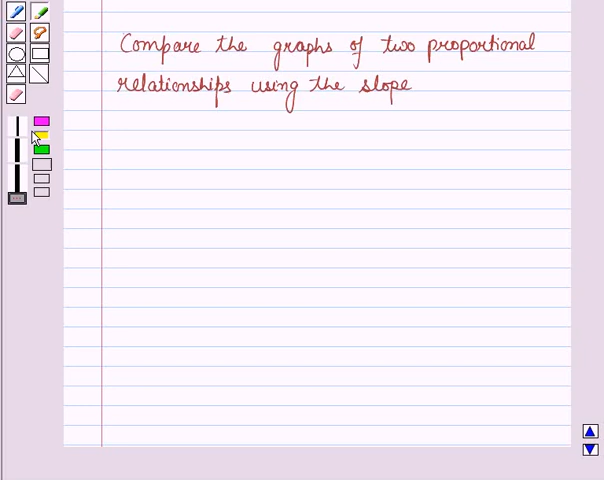 Compare the graphs of two proportional
relationships using the slope